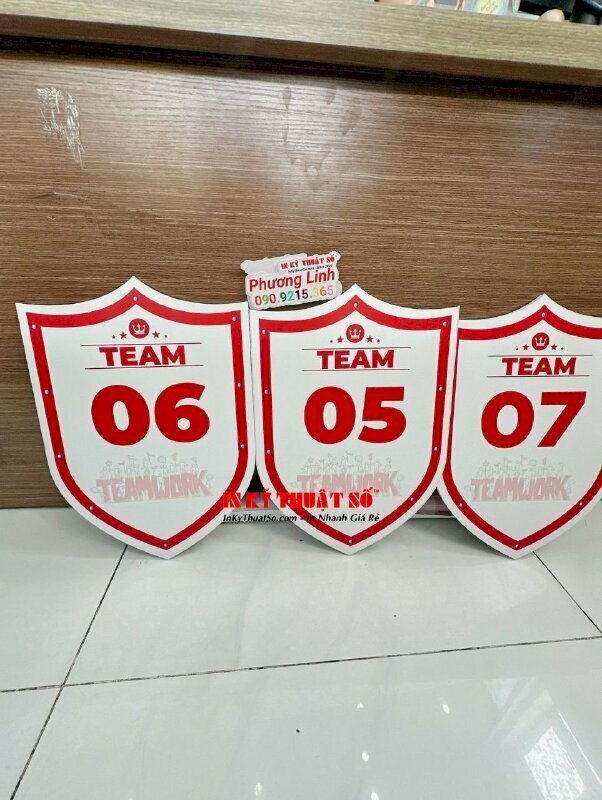 IN KỸ THUẬT SỐ
Phương Linh
090.9215.365
TEAM
06
TEAMWORK
TEAM
05
TEAMWORK
TEAM
07
TEAMWORK
IN KỸ THUẬT SỐ
InKyThuatSo.com - In Nhanh Giá Rẻ